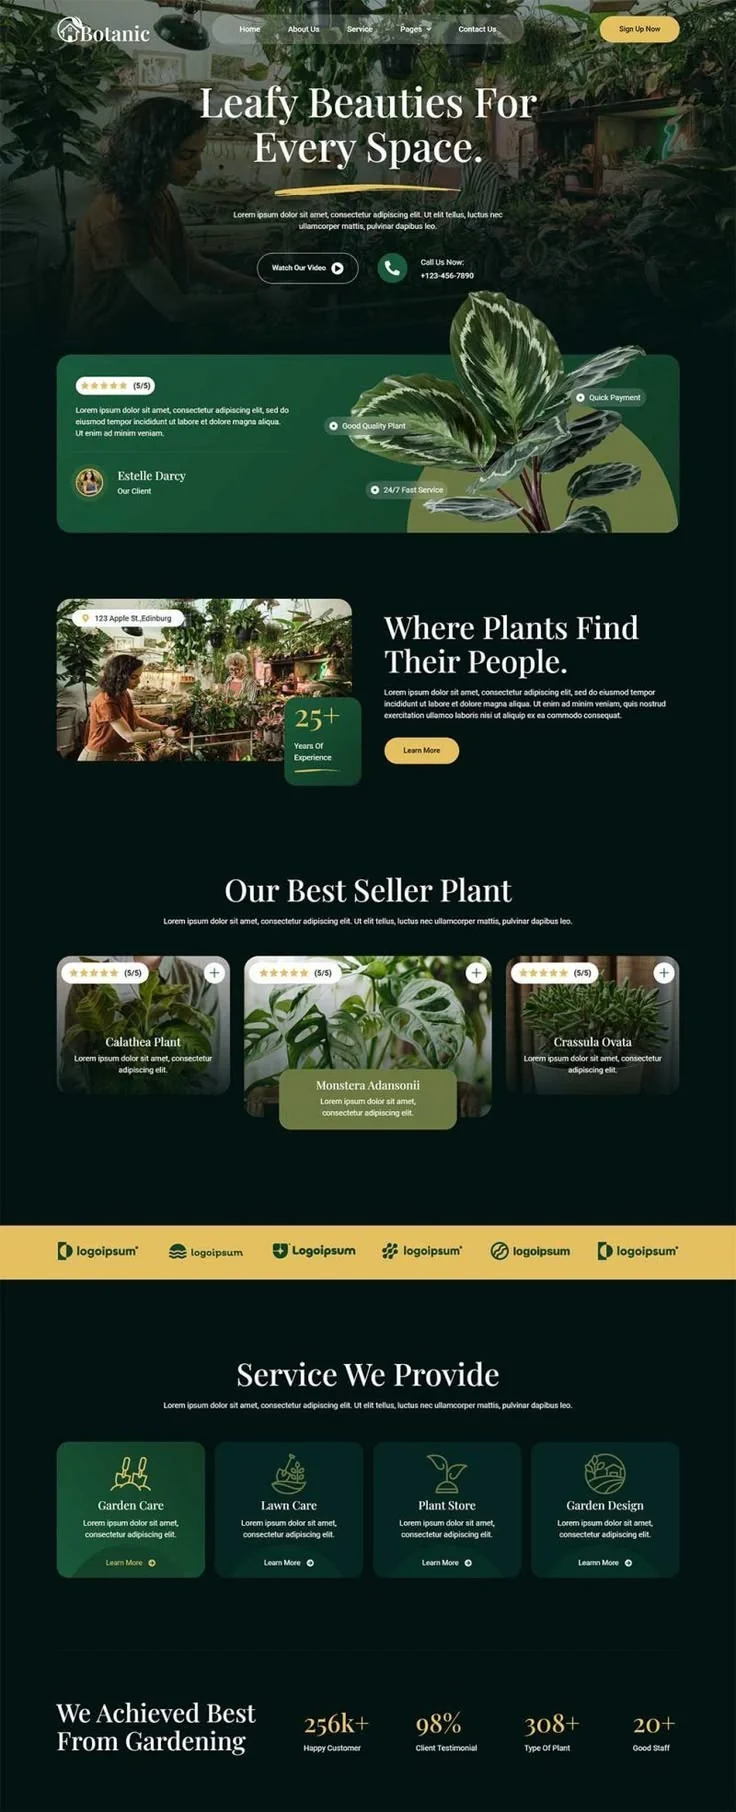 Botanic
Home About Us Service Pages Contact Us
Sign Up Now
Leafy Beauties For
Every Space.
Lorem ipsum dolor sit amet, consectetur adipiscing elit. Ut elit tellus, luctus nec
ullamcorper mattis, pulvinar dapibus leo.
Watch Our Video
Call Us Now:
+123-456-7890
(5/5)
Lorem ipsum dolor sit amet, consectetur adipiscing elit, sed do
eiusmod tempor incididunt ut labore et dolore magna aliqua.
Ut enim ad minim veniam.
Estelle Darcy
Our Client
Quick Payment
Good Quality Plant
24/7 Fast Service
123 Apple St.,Edinburg
25+
Years Of
Experience
Where Plants Find
Their People.
Lorem ipsum dolor sit amet, consectetur adipiscing elit, sed do eiusmod tempor
incididunt ut labore et dolore magna aliqua. Ut enim ad minim veniam, quis nostrud
exercitation ullamco laboris nisi ut aliquip ex ea commodo consequat.
Learn More
Our Best Seller Plant
Lorem ipsum dolor sit amet, consectetur adipiscing elit. Ut elit tellus, luctus nec ullamcorper mattis, pulvinar dapibus leo.
(5/5)
Calathea Plant
Lorem ipsum dolor sit amet, consectetur
adipiscing elit.
(5/5)
Monstera Adansonii
Lorem ipsum dolor sit amet,
consectetur adipiscing elit.
(5/5)
Crassula Ovata
Lorem ipsum dolor sit amet, consectetur
adipiscing elit.
logoipsum logoipsum Logoipsum logoipsum logoipsum logoipsum
Service We Provide
Lorem ipsum dolor sit amet, consectetur adipiscing elit. Ut elit tellus, luctus nec ullamcorper mattis, pulvinar dapibus leo.
Garden Care
Lorem ipsum dolor sit amet,
consectetur adipiscing elit.
Learn More
Lawn Care
Lorem ipsum dolor sit amet,
consectetur adipiscing elit.
Learn More
Plant Store
Lorem ipsum dolor sit amet,
consectetur adipiscing elit.
Learn More
Garden Design
Lorem ipsum dolor sit amet,
consectetur adipiscing elit.
Learnn More
We Achieved Best
From Gardening
256k+
Happy Customer
98%
Client Testimonial
308+
Type Of Plant
20+
Good Staff